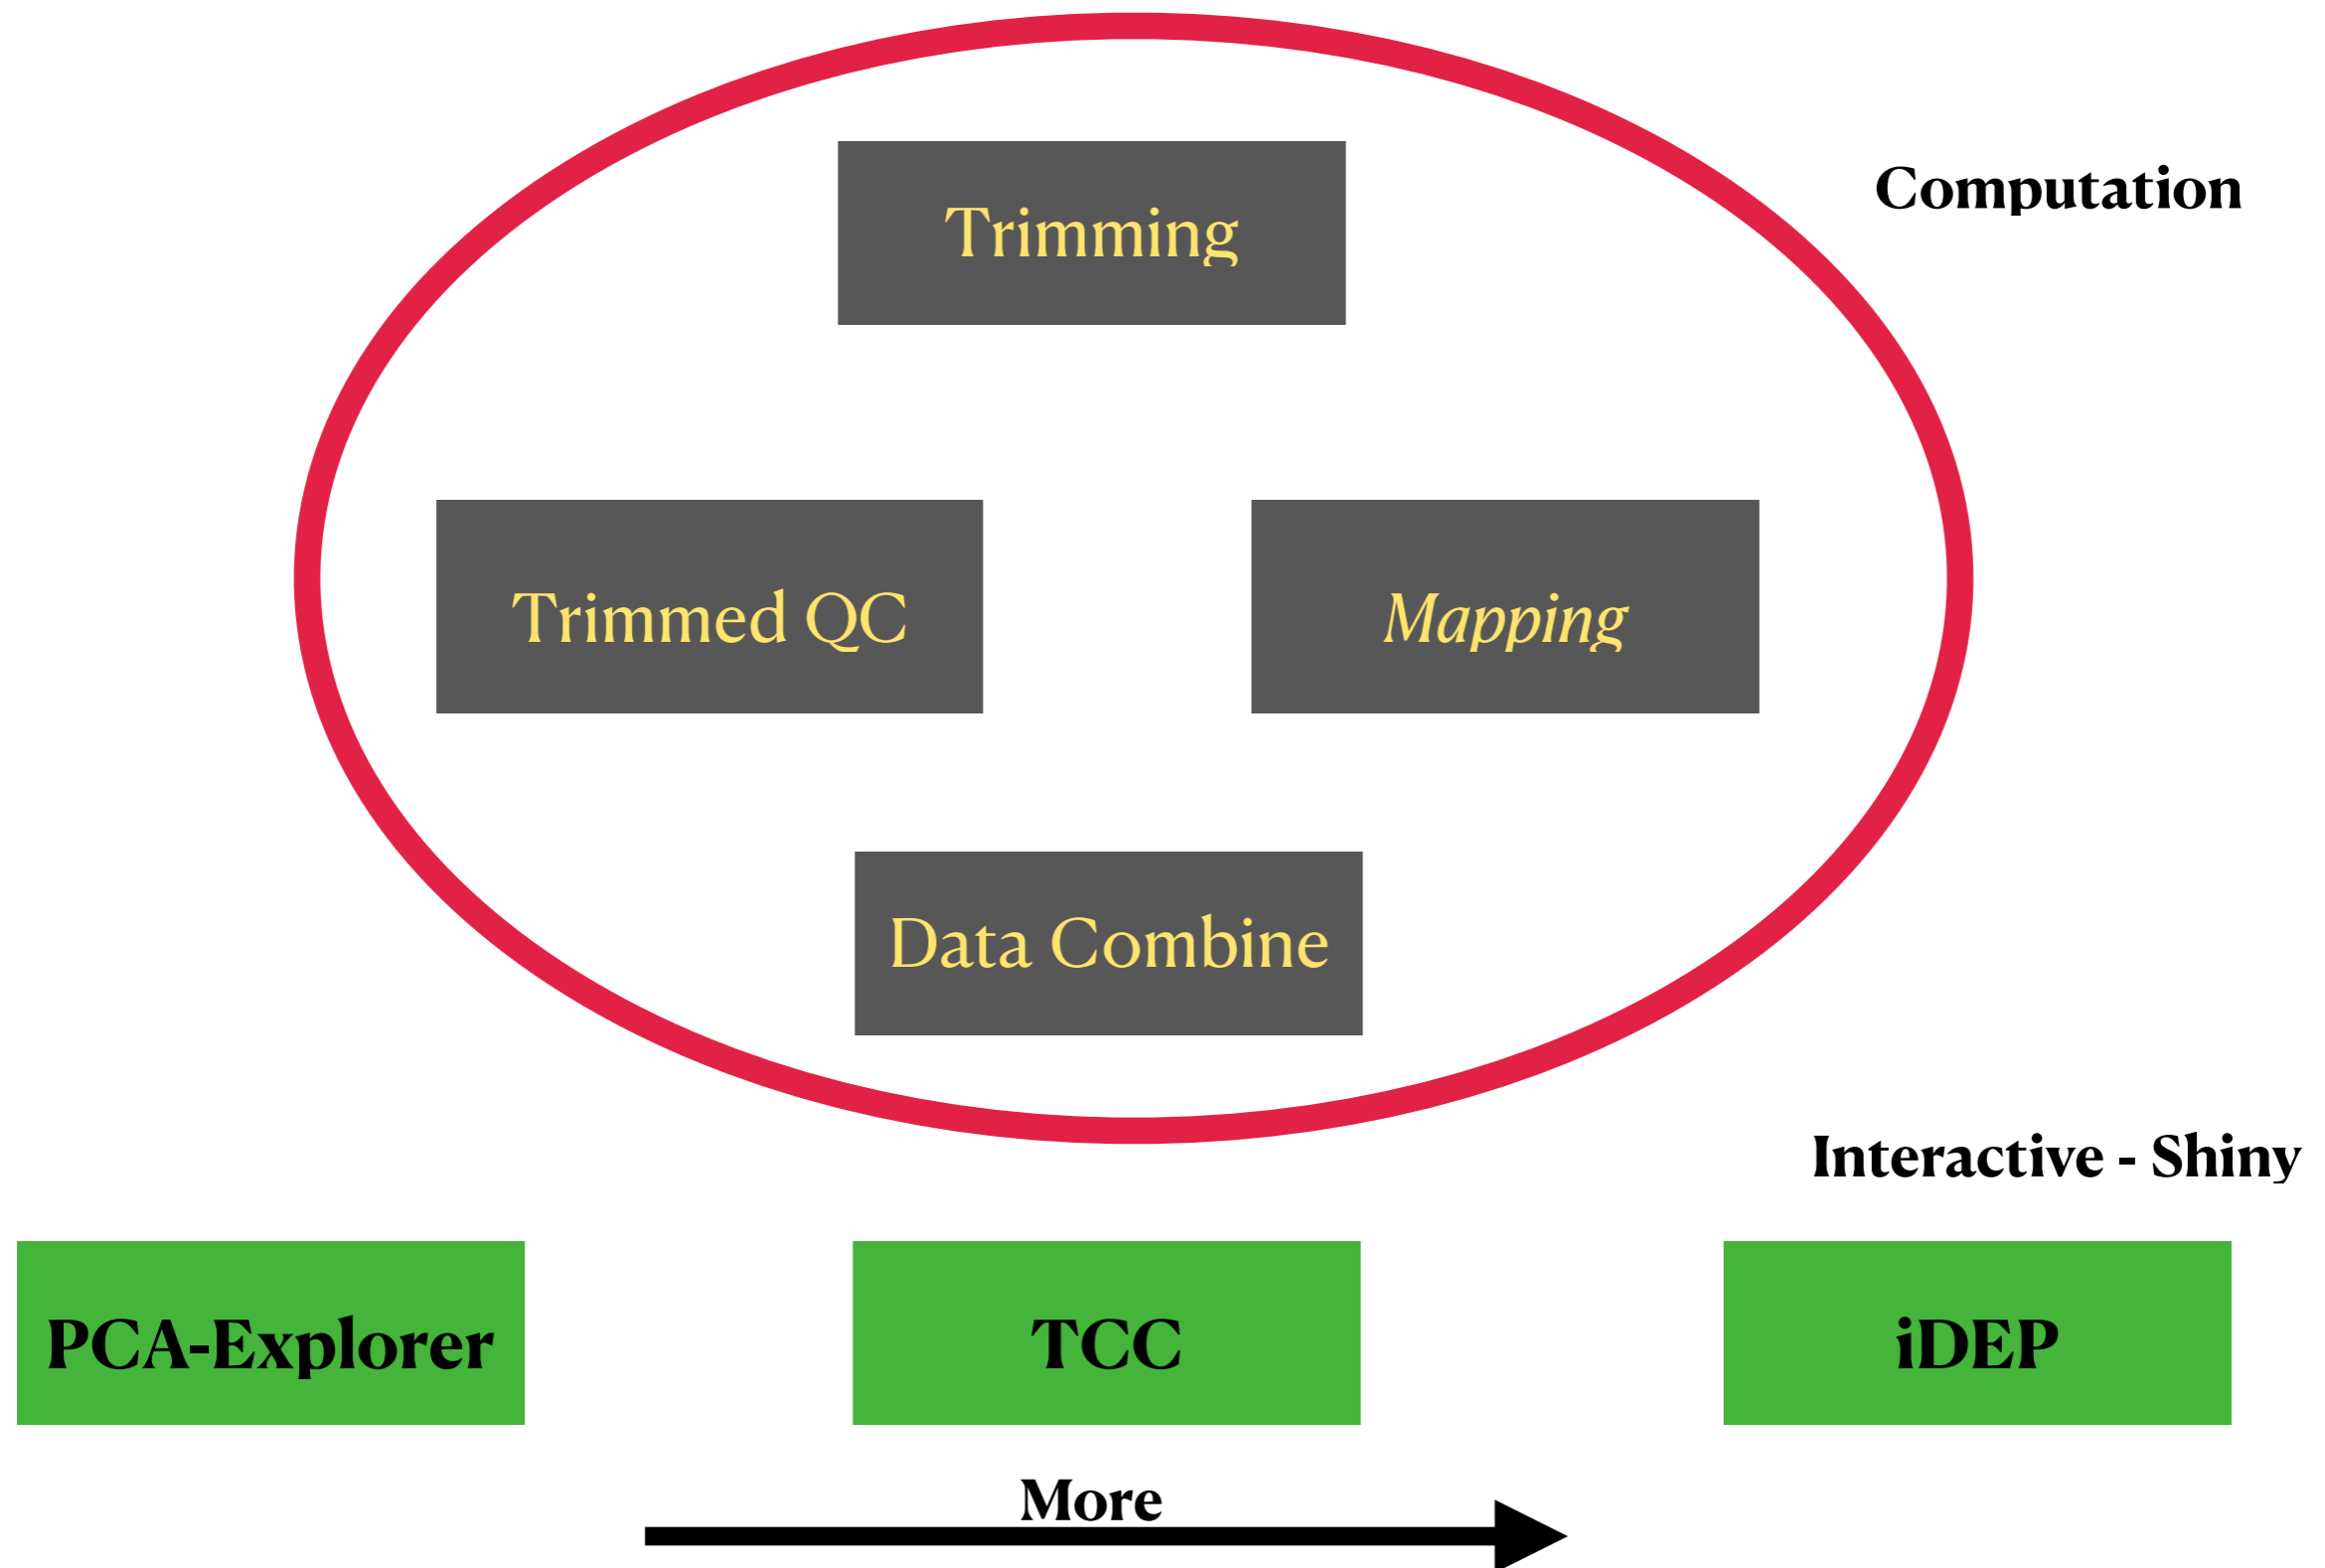 Computation
Trimming
Trimmed QC
Mapping
Data Combine
Interactive - Shiny
PCA-Explorer
TCC
iDEP
More